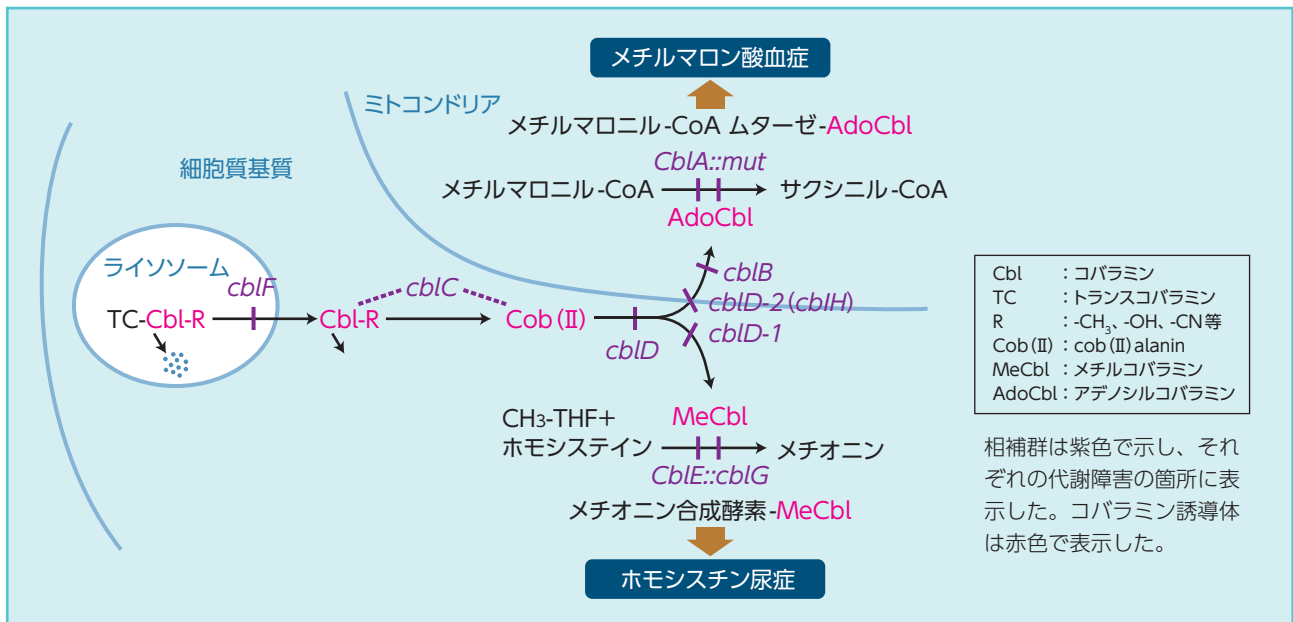 メチルマロン酸血症
ミトコンドリア
メチルマロニル-CoA ムターゼ-AdoCbl
細胞質基質
CblA::mut
メチルマロニル-CoA
サクシニル-CoA
AdoCbl
ライソソーム
cblF
cblC
cblB
cblD-2(cblH)
TC-Cbl-R
Cbl-R
Cob(Ⅱ)
cblD
cblD-1
CH3-THF+
ホモシステイン
MeCbl
メチオニン
CblE::cblG
メチオニン合成酵素-MeCbl
ホモシスチン尿症
Cbl :コバラミン
TC :トランスコバラミン
R :-CH₃、-OH、-CN等
Cob(Ⅱ):cob(Ⅱ)alanin
MeCbl :メチルコバラミン
AdoCbl:アデノシルコバラミン
相補群は紫色で示し、それ
ぞれの代謝障害の箇所に表
示した。コバラミン誘導体
は赤色で表示した。